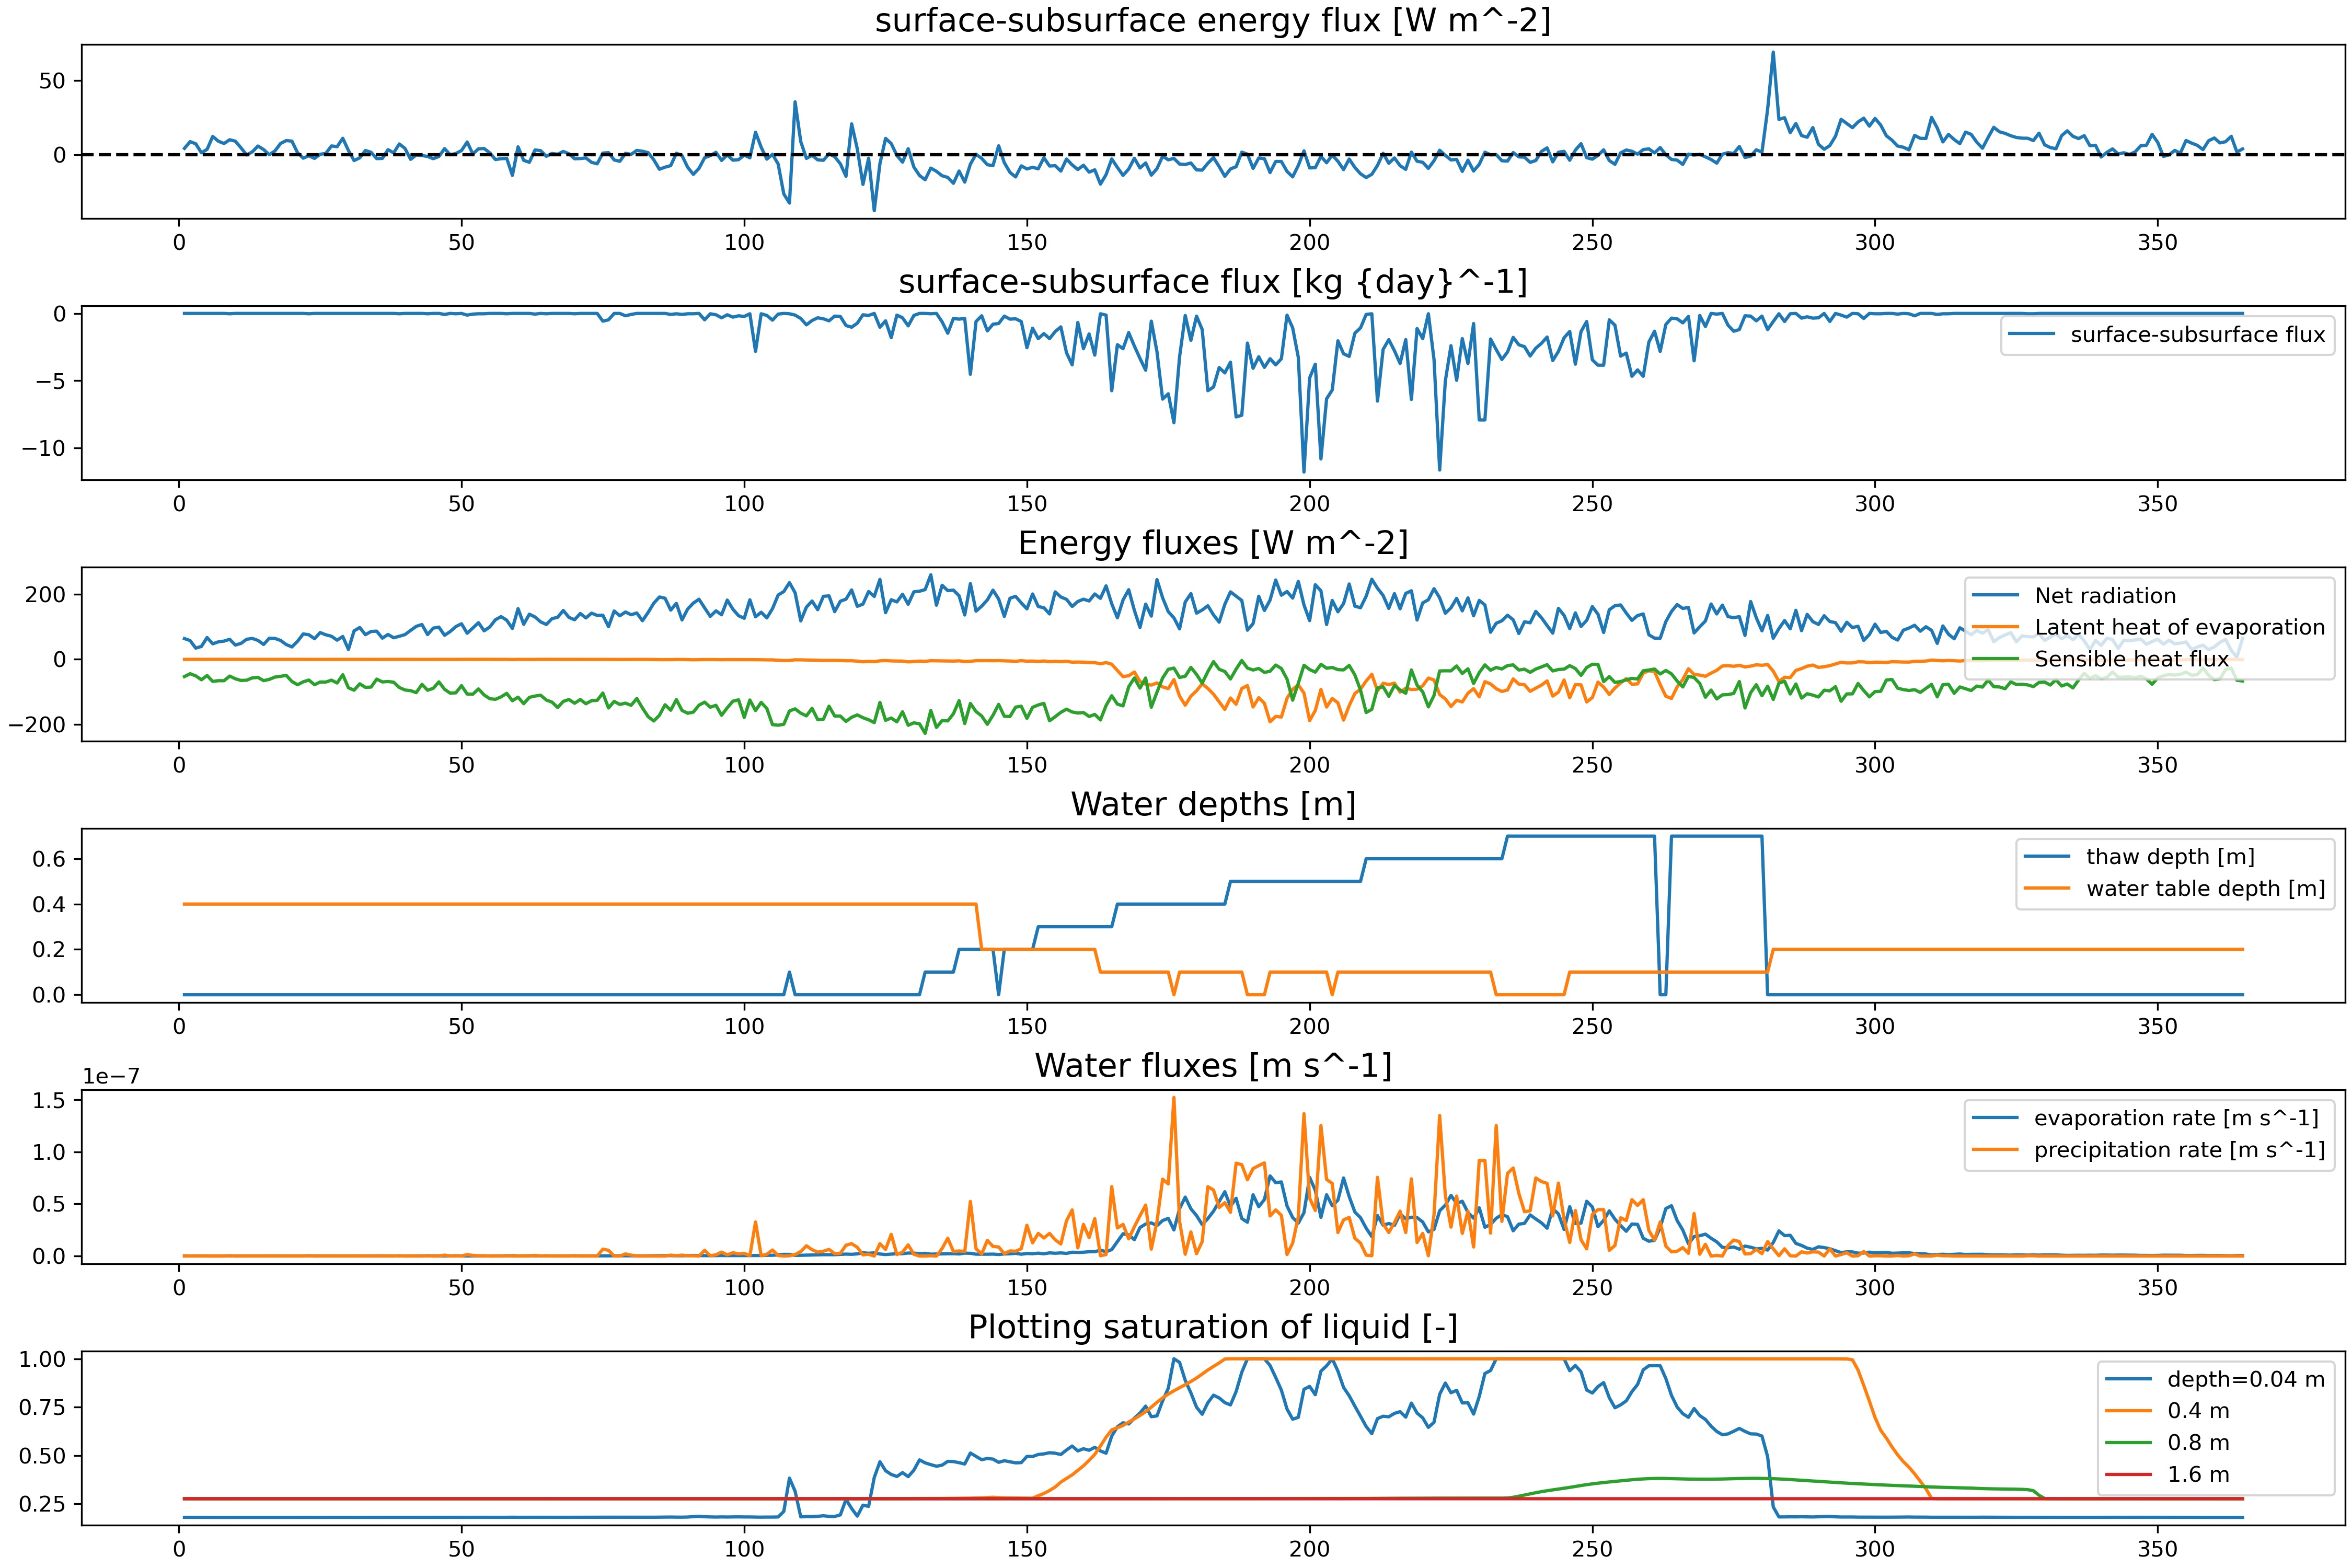 surface-subsurface energy flux [W m^-2]
50
0
0 50 100 150 200 250 300 350
surface-subsurface flux [kg {day}^-1]
0
−5
−10
surface-subsurface flux
0 50 100 150 200 250 300 350
Energy fluxes [W m^-2]
200
0
−200
Net radiation
Latent heat of evaporation
Sensible heat flux
0 50 100 150 200 250 300 350
Water depths [m]
0.6
0.4
0.2
0.0
thaw depth [m]
water table depth [m]
0 50 100 150 200 250 300 350
Water fluxes [m s^-1]
1e−7
1.5
1.0
0.5
0.0
evaporation rate [m s^-1]
precipitation rate [m s^-1]
0 50 100 150 200 250 300 350
Plotting saturation of liquid [-]
1.00
0.75
0.50
0.25
depth=0.04 m
0.4 m
0.8 m
1.6 m
0 50 100 150 200 250 300 350